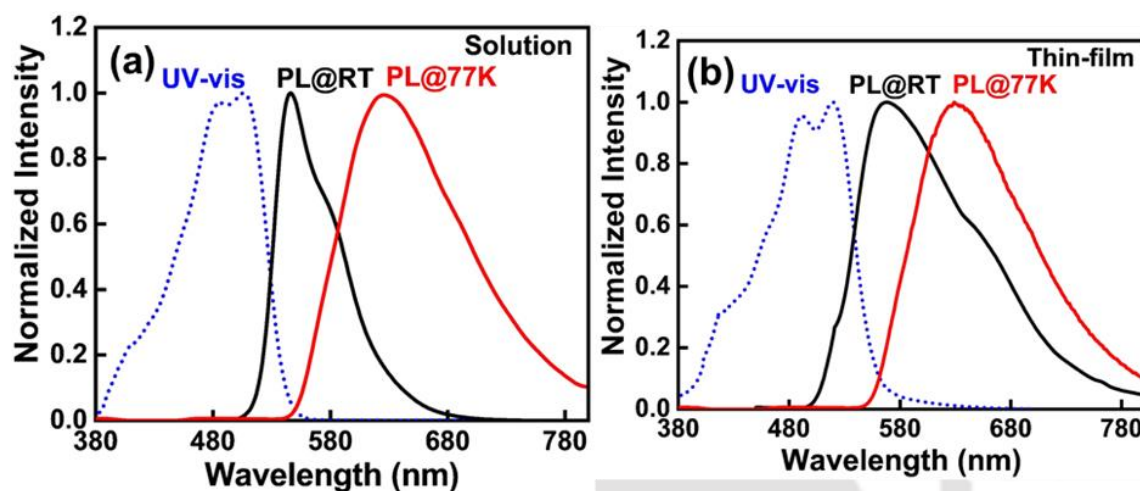 (a)
Solution
UV-vis
PL@RT
PL@77K
Normalized Intensity
1.2
1.0
0.8
0.6
0.4
0.2
0.0
380 480 580 680 780
Wavelength (nm)
(b)
Thin-film
UV-vis
PL@RT
PL@77K
Normalized Intensity
1.2
1.0
0.8
0.6
0.4
0.2
0.0
380 480 580 680 780
Wavelength (nm)